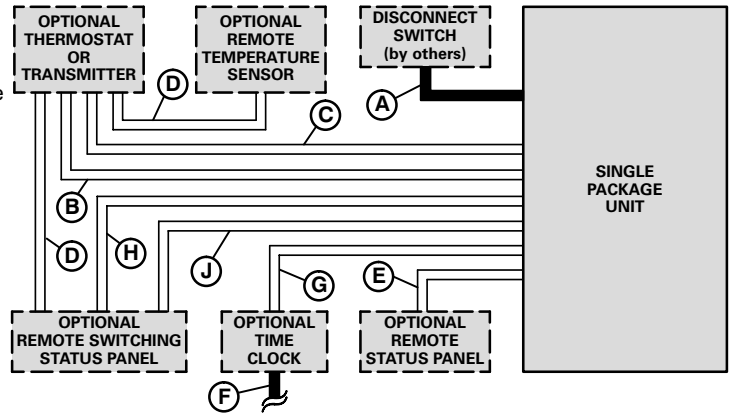 OPTIONAL
THERMOSTAT
OR
TRANSMITTER
OPTIONAL
REMOTE
TEMPERATURE
SENSOR
DISCONNECT
SWITCH
(by others)
e
D
A
C
SINGLE
PACKAGE
UNIT
B
D
H
J
G
E
OPTIONAL
REMOTE SWITCHING
STATUS PANEL
OPTIONAL
TIME
CLOCK
OPTIONAL
REMOTE
STATUS PANEL
F